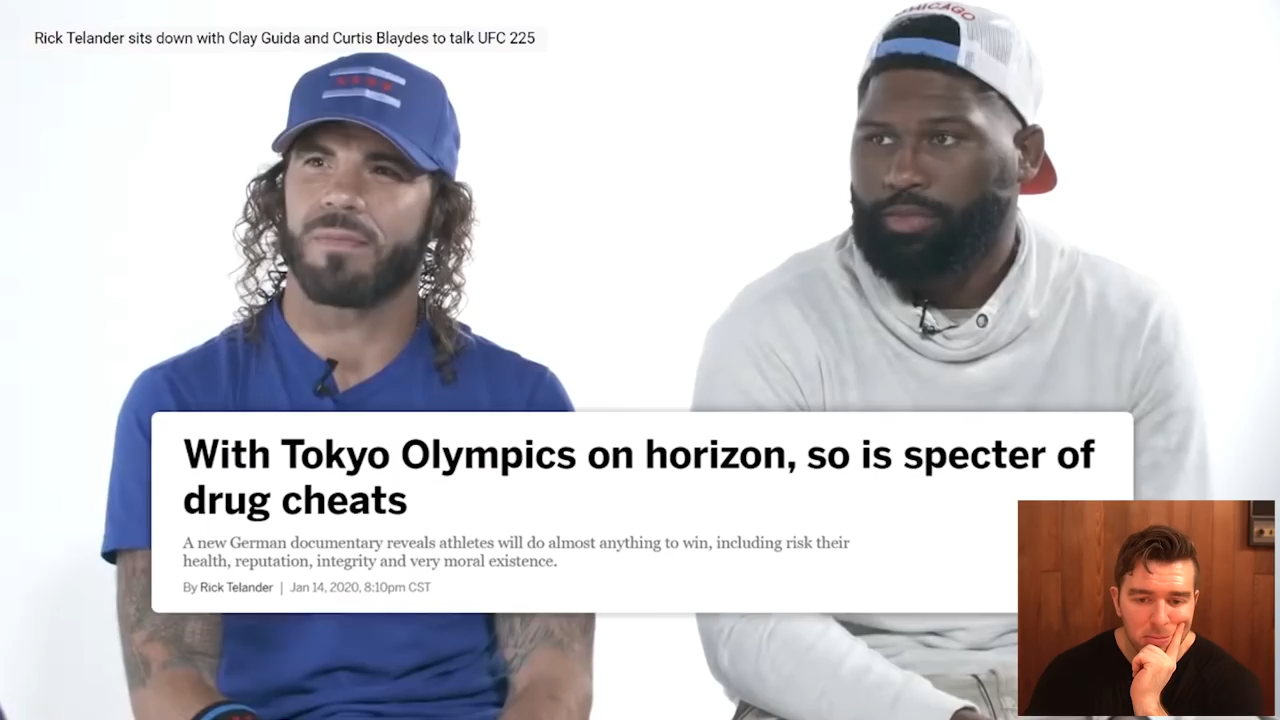 CHICAGO
Rick Telander sits down with Clay Guida and Curtis Blaydes to talk UFC 225
With Tokyo Olympics on horizon, so is specter of
drug cheats
A new German documentary reveals athletes will do almost anything to win, including risk their
health, reputation, integrity and very moral existence.
By Rick Telander | Jan 14, 2020, 8:10pm CST